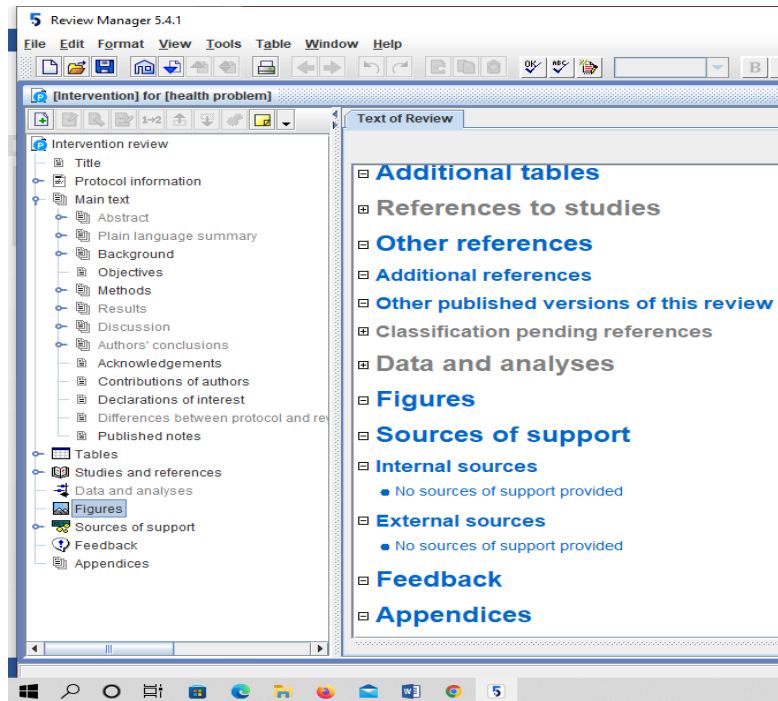 5 Review Manager 5.4.1
File Edit Format View Tools Table Window Help
OK ABC
B
[Intervention] for [health problem]
1→2
Text of Review
Intervention review
Title
Protocol information
Main text
Abstract
Plain language summary
Background
Objectives
Methods
Results
Discussion
Authors' conclusions
Acknowledgements
Contributions of authors
Declarations of interest
Differences between protocol and rev
Published notes
Tables
Studies and references
Data and analyses
Figures
Sources of support
Feedback
Appendices
Additional tables
References to studies
Other references
Additional references
Other published versions of this review
Classification pending references
Data and analyses
Figures
Sources of support
Internal sources
No sources of support provided
External sources
No sources of support provided
Feedback
Appendices
5